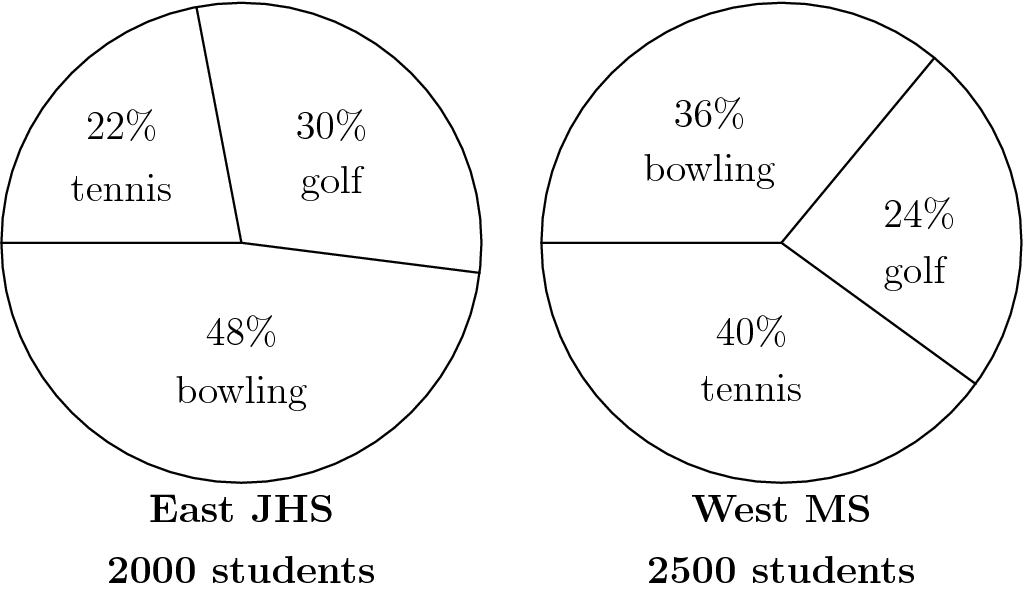 22%
tennis
30%
golf
48%
bowling
East JHS
2000 students
36%
bowling
24%
golf
40%
tennis
West MS
2500 students